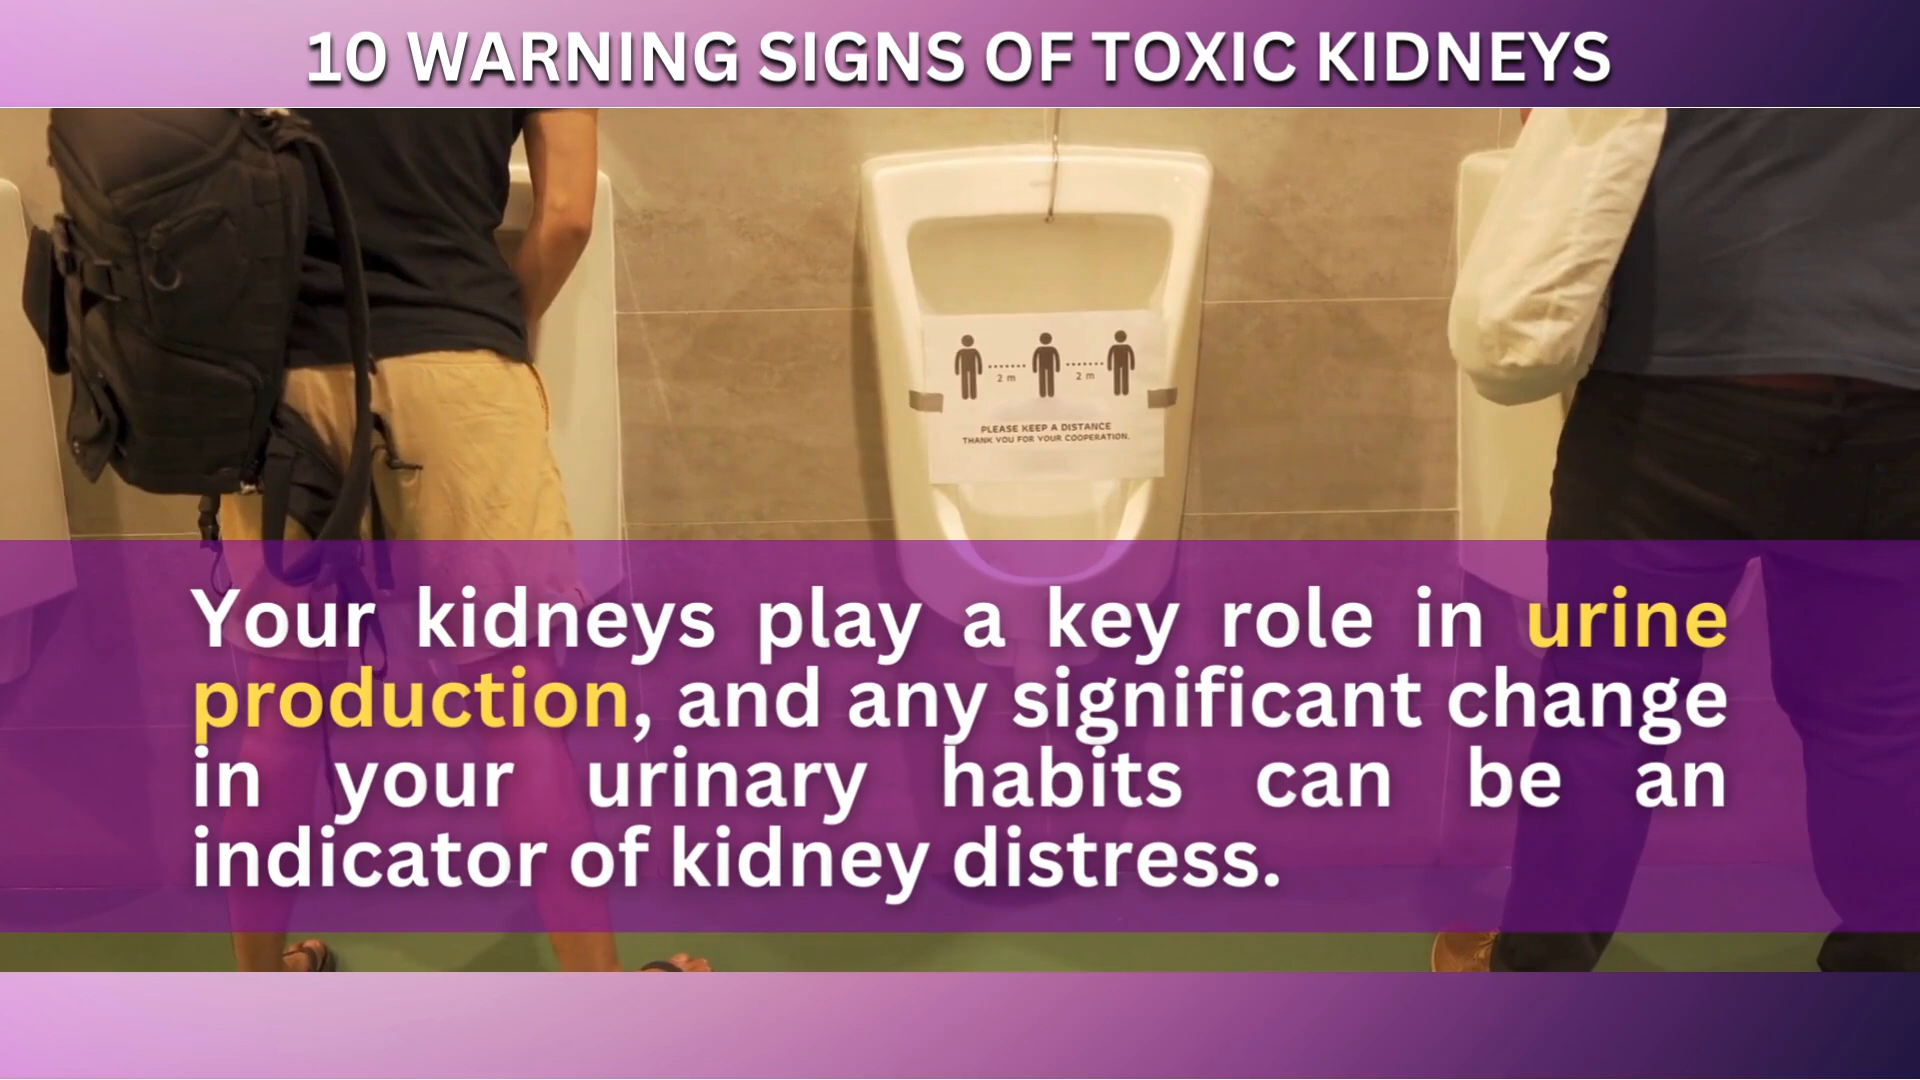 10 WARNING SIGNS OF TOXIC KIDNEYS
2 m 2 m
PLEASE KEEP A DISTANCE
THANK YOU FOR YOUR COOPERATION.
Your kidneys play a key role in urine
production, and any significant change
in your urinary habits can be an
indicator of kidney distress.